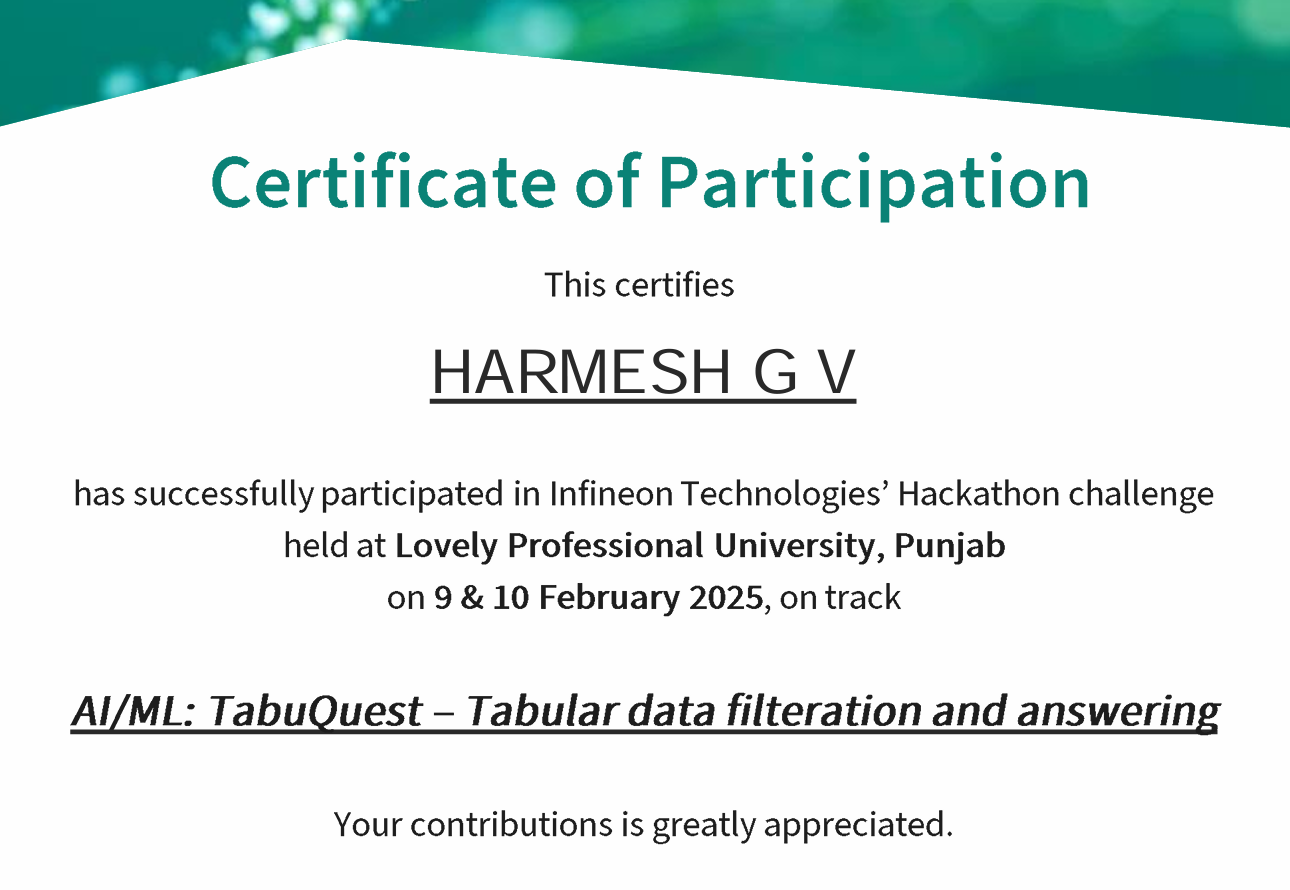 Certificate of Participation
This certifies
HARMESH G V
has successfully participated in Infineon Technologies’ Hackathon challenge
held at Lovely Professional University, Punjab
on 9 & 10 February 2025, on track
AI/ML: TabuQuest – Tabular data filteration and answering
Your contributions is greatly appreciated.